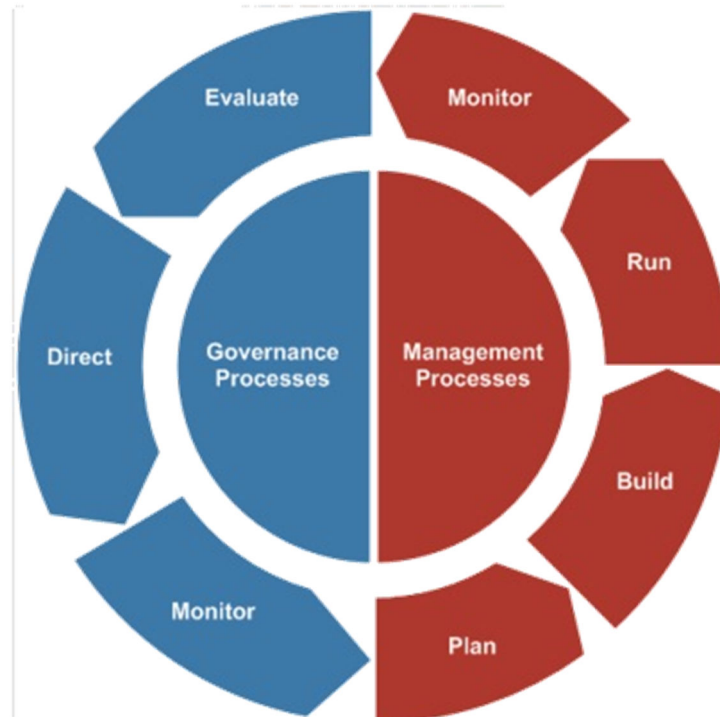 Evaluate
Monitor
Run
Direct
Governance
Processes
Management
Processes
Build
Monitor
Plan